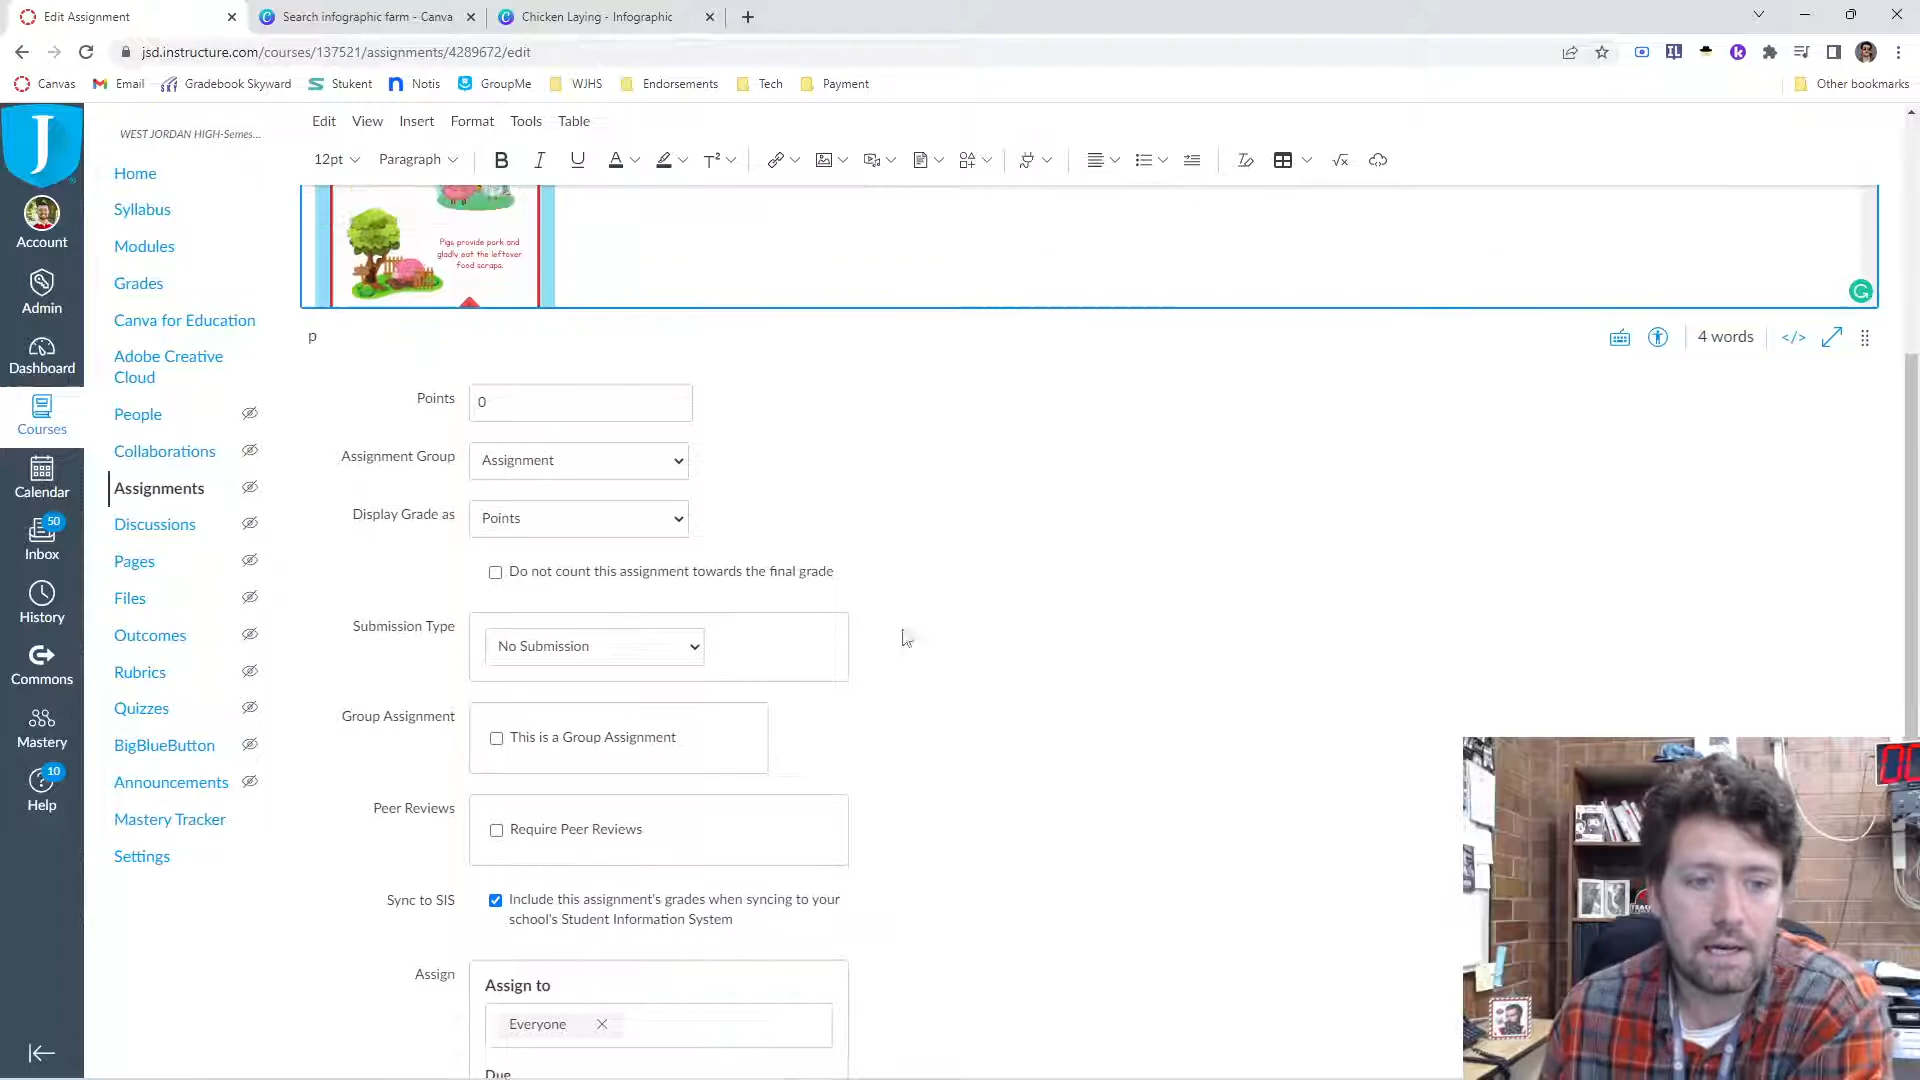 Edit Assignment
Search infographic farm - Canva
Chicken Laying - Infographic
jsd.instructure.com/courses/137521/assignments/4289672/edit
Canvas
Email
Gradebook Skyward
Stukent
Notis
GroupMe
WJHS
Endorsements
Tech
Payment
Other bookmarks
J
Account
Admin
Dashboard
Courses
Calendar
50
Inbox
History
Commons
Mastery
10
Help
WEST JORDAN HIGH-Semes...
Home
Syllabus
Modules
Grades
Canva for Education
Adobe Creative
Cloud
People
Collaborations
Assignments
Discussions
Pages
Files
Outcomes
Rubrics
Quizzes
BigBlueButton
Announcements
Mastery Tracker
Settings
Edit View Insert Format Tools Table
12pt Paragraph B I U A T²
Pigs provide pork and
gladly eat the leftover
food scraps.
p
4 words
</>
Points
0
Assignment Group
Assignment
Display Grade as
Points
Do not count this assignment towards the final grade
Submission Type
No Submission
Group Assignment
This is a Group Assignment
Peer Reviews
Require Peer Reviews
Sync to SIS
Include this assignment's grades when syncing to your
school's Student Information System
Assign
Assign to
Everyone
Due